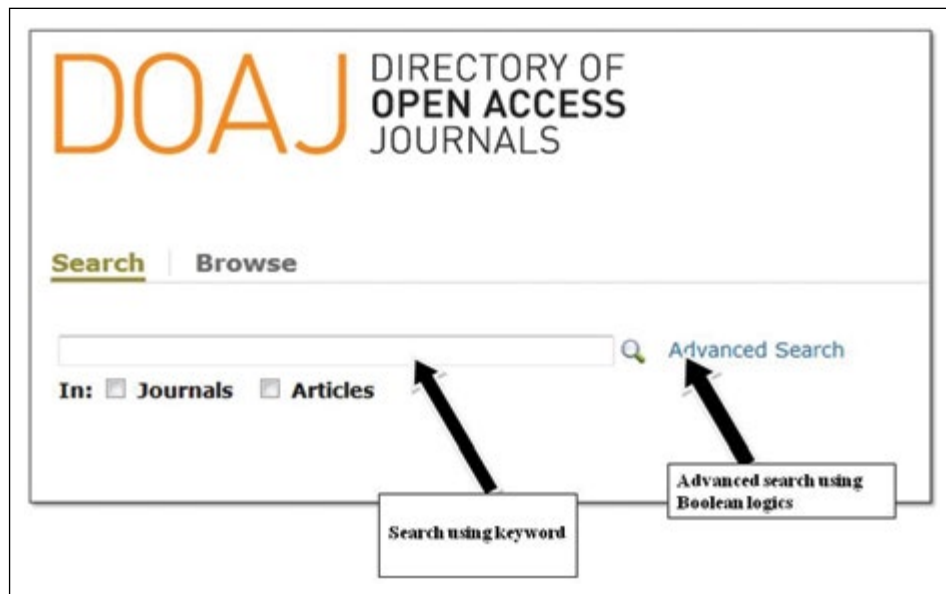 DOAJ
DIRECTORY OF
OPEN ACCESS
JOURNALS
Search
Browse
Advanced Search
In:
Journals
Articles
Advanced search using
Boolean logics
Search using keyword